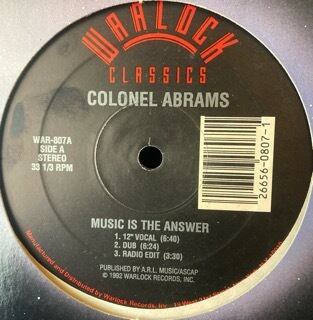 WARLOCK
CLASSICS
COLONEL ABRAMS
WAR-807A
SIDE A
STEREO
33 1/3 RPM
26656-0807-1
MUSIC IS THE ANSWER
1. 12" VOCAL (6:40)
2. DUB (6:24)
3. RADIO EDIT (3:30)
PUBLISHED BY A.R.L. MUSIC/ASCAP
© 1992 WARLOCK RECORDS, INC.
Manufactured and Distributed by Warlock Records, Inc.